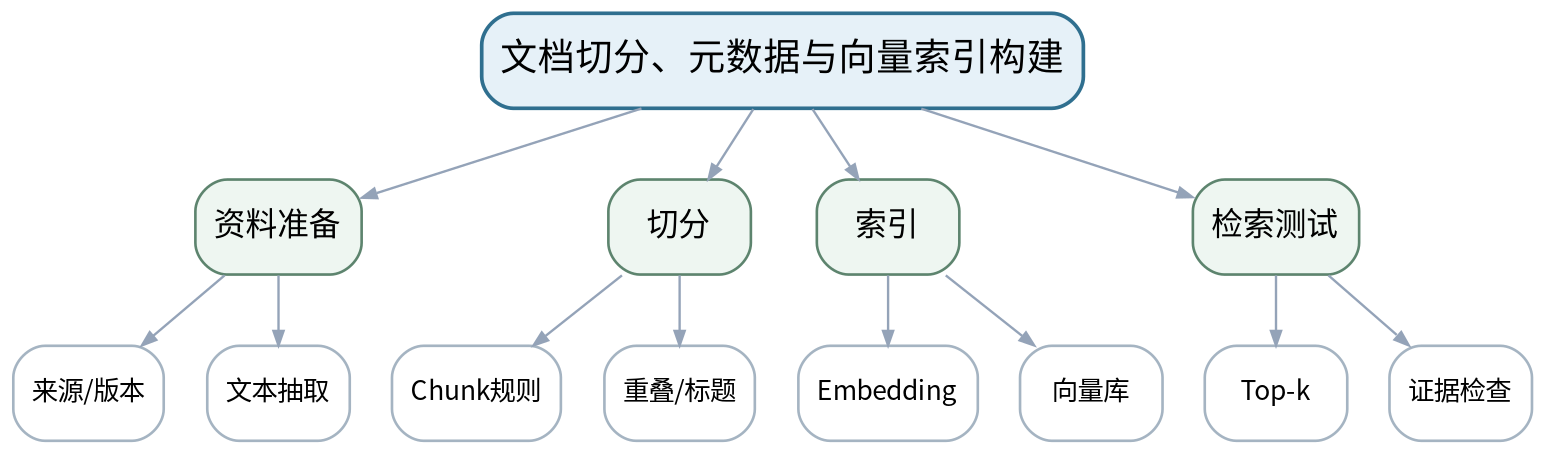 文档切分、元数据与向量索引构建
资料准备
切分
索引
检索测试
来源/版本
文本抽取
Chunk规则
重叠/标题
Embedding
向量库
Top-k
证据检查